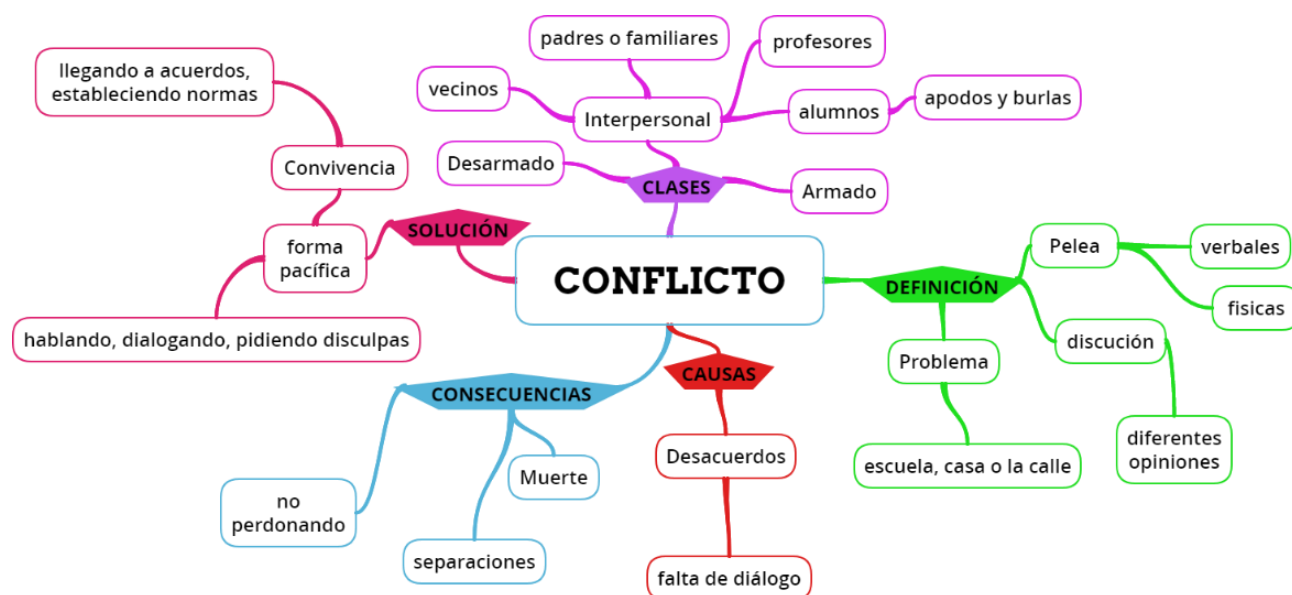 padres o familiares
profesores
llegando a acuerdos,
estableciendo normas
vecinos
Interpersonal
alumnos
apodos y burlas
Convivencia
Desarmado
CLASES
Armado
SOLUCIÓN
forma
pacífica
CONFLICTO
DEFINICIÓN
Pelea
verbales
fisicas
hablando, dialogando, pidiendo disculpas
discución
Problema
CAUSAS
CONSECUENCIAS
diferentes
opiniones
Desacuerdos
escuela, casa o la calle
Muerte
no
perdonando
separaciones
falta de diálogo